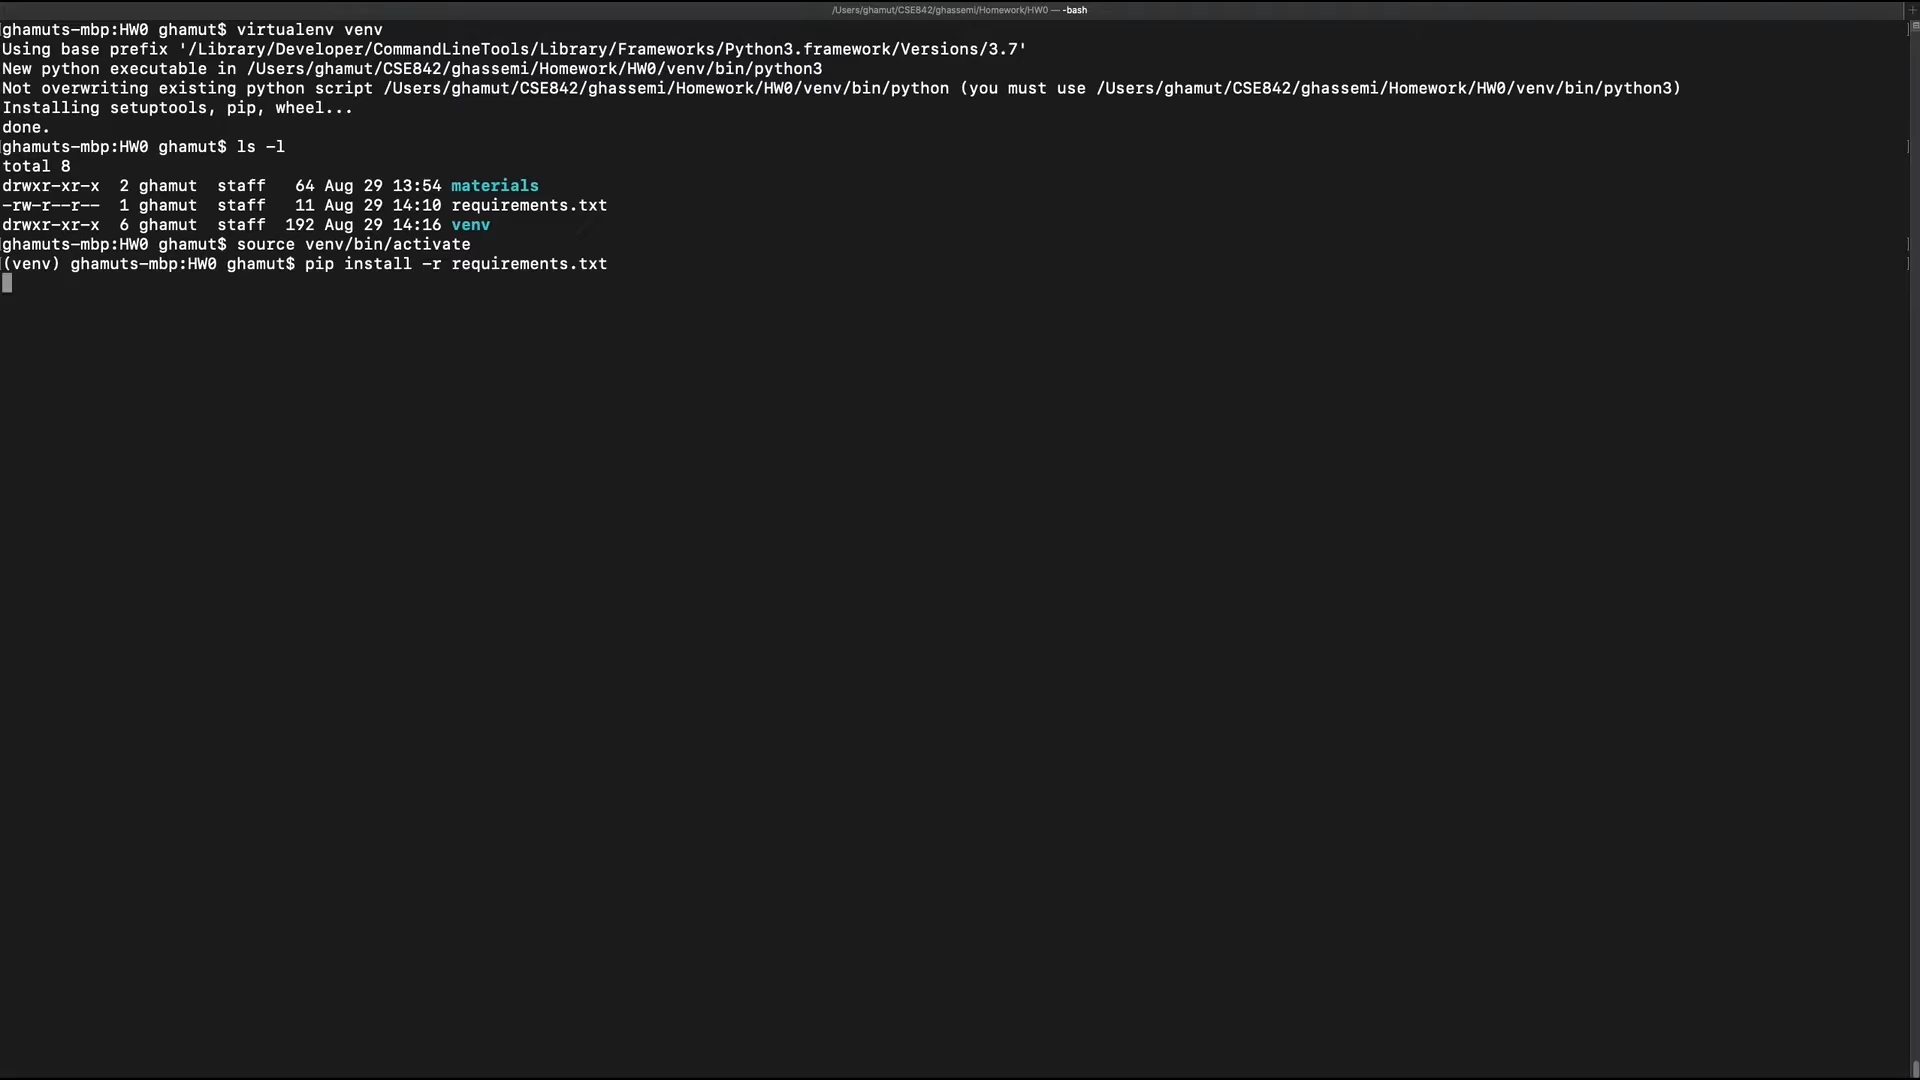 /Users/ghamut/CSE842/ghassemi/Homework/HW0 — -bash
ghamuts-mbp:HW0 ghamut$ virtualenv venv
Using base prefix '/Library/Developer/CommandLineTools/Library/Frameworks/Python3.framework/Versions/3.7'
New python executable in /Users/ghamut/CSE842/ghassemi/Homework/HW0/venv/bin/python3
Not overwriting existing python script /Users/ghamut/CSE842/ghassemi/Homework/HW0/venv/bin/python (you must use /Users/ghamut/CSE842/ghassemi/Homework/HW0/venv/bin/python3)
Installing setuptools, pip, wheel...
done.
ghamuts-mbp:HW0 ghamut$ ls -l
total 8
drwxr-xr-x  2 ghamut  staff   64 Aug 29 13:54 materials
-rw-r--r--  1 ghamut  staff   11 Aug 29 14:10 requirements.txt
drwxr-xr-x  6 ghamut  staff  192 Aug 29 14:16 venv
ghamuts-mbp:HW0 ghamut$ source venv/bin/activate
(venv) ghamuts-mbp:HW0 ghamut$ pip install -r requirements.txt